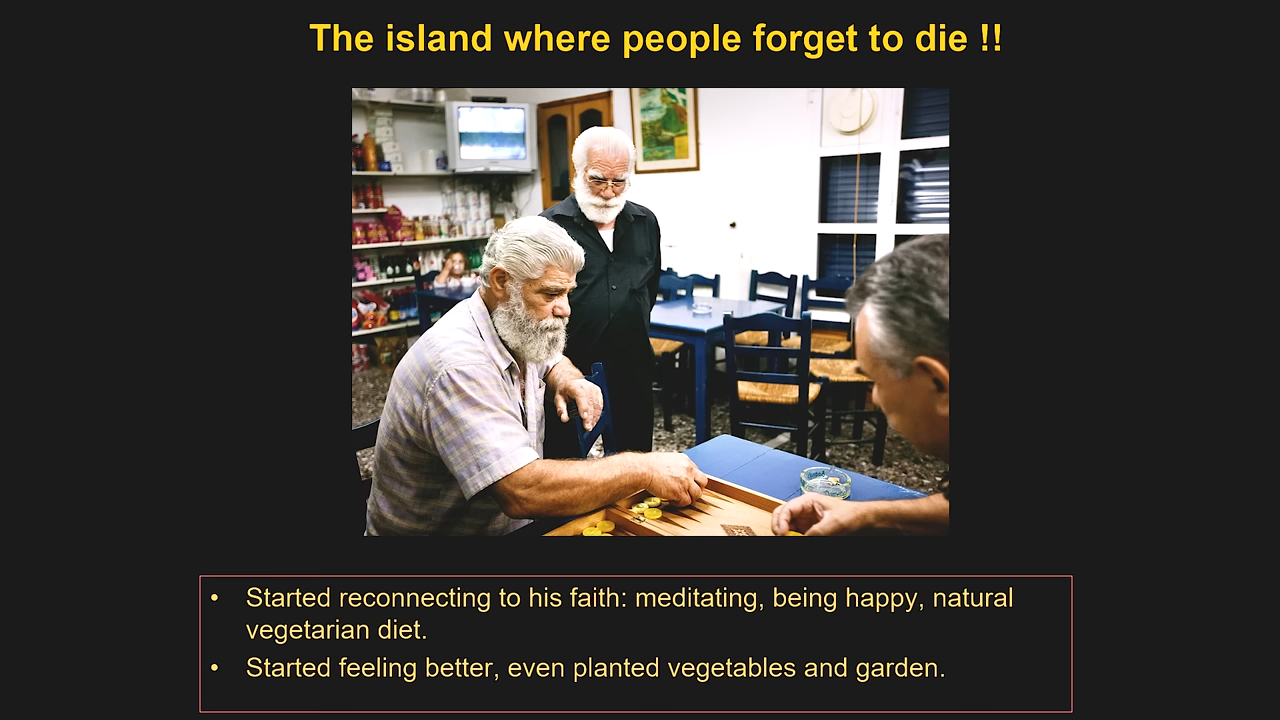 The island where people forget to die !!
• Started reconnecting to his faith: meditating, being happy, natural
vegetarian diet.
• Started feeling better, even planted vegetables and garden.